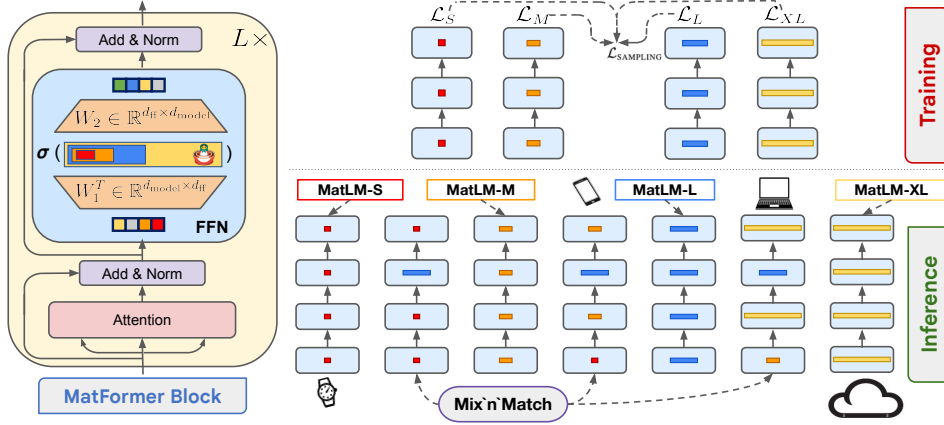 Add & Norm
L×
W₂ ∈ ℝ^{d_ff × d_model}
σ ( )
W₁ᵀ ∈ ℝ^{d_model × d_ff}
FFN
Add & Norm
Attention
MatFormer Block
ℒ_S ℒ_M ℒ_L ℒ_XL
ℒ_SAMPLING
Training
MatLM-S MatLM-M MatLM-L MatLM-XL
Inference
Mix`n`Match